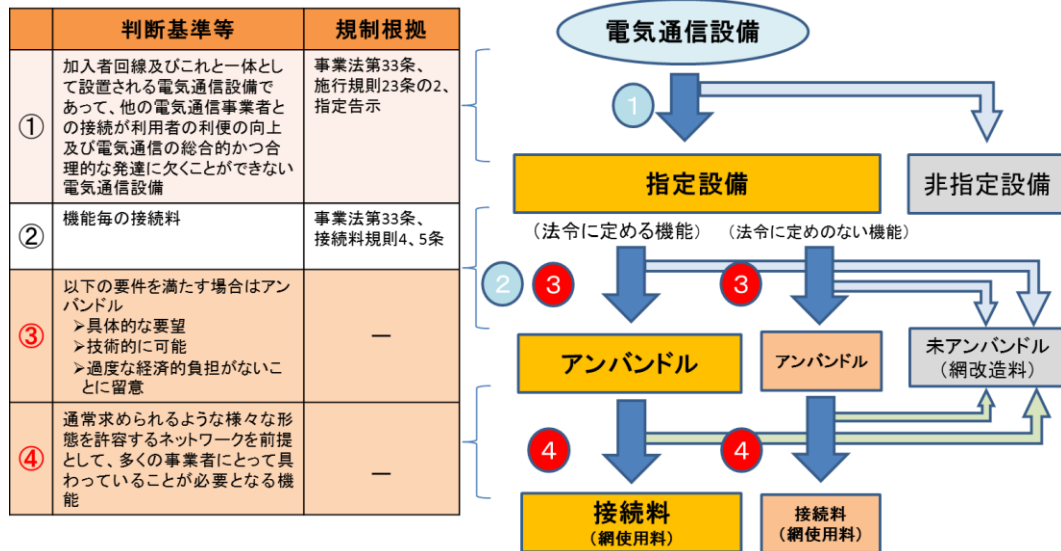 判断基準等
規制根拠
①
加入者回線及びこれと一体とし
て設置される電気通信設備で
あって、他の電気通信事業者と
の接続が利用者の利便の向上
及び電気通信の総合的かつ合
理的な発達に欠くことができない
電気通信設備
事業法第33条、
施行規則23条の2、
指定告示
②
機能毎の接続料
事業法第33条、
接続料規則4、5条
③
以下の要件を満たす場合はアン
バンドル
➢具体的な要望
➢技術的に可能
➢過度な経済的負担がないこ
とに留意
―
④
通常求められるような様々な形
態を許容するネットワークを前提
として、多くの事業者にとって具
わっていることが必要となる機
能
―
電気通信設備
1
指定設備
非指定設備
(法令に定める機能)
(法令に定めのない機能)
2
3
3
アンバンドル
アンバンドル
未アンバンドル
(網改造料)
4
4
接続料
(網使用料)
接続料
(網使用料)